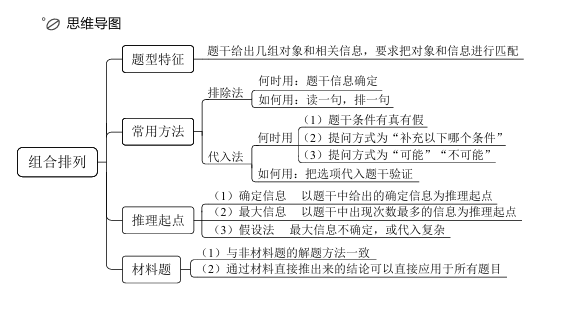 思维导图
题型特征
题干给出几组对象和相关信息，要求把对象和信息进行匹配
组合排列
常用方法
排除法
何时用：题干信息确定
如何用：读一句，排一句
代入法
何时用
（1）题干条件有真有假
（2）提问方式为“补充以下哪个条件”
（3）提问方式为“可能”“不可能”
如何用：把选项代入题干验证
推理起点
（1）确定信息 以题干中给出的确定信息为推理起点
（2）最大信息 以题干中出现次数最多的信息为推理起点
（3）假设法 最大信息不确定，或代入复杂
材料题
（1）与非材料题的解题方法一致
（2）通过材料直接推出来的结论可以直接应用于所有题目